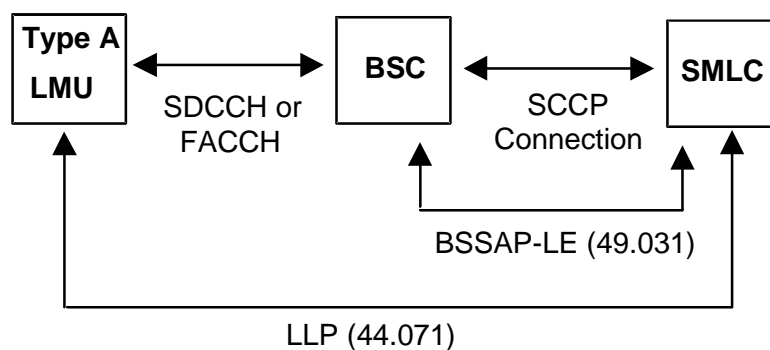 Type A
LMU
BSC
SMLC
SDCCH or
FACCH
SCCP
Connection
BSSAP-LE (49.031)
LLP (44.071)